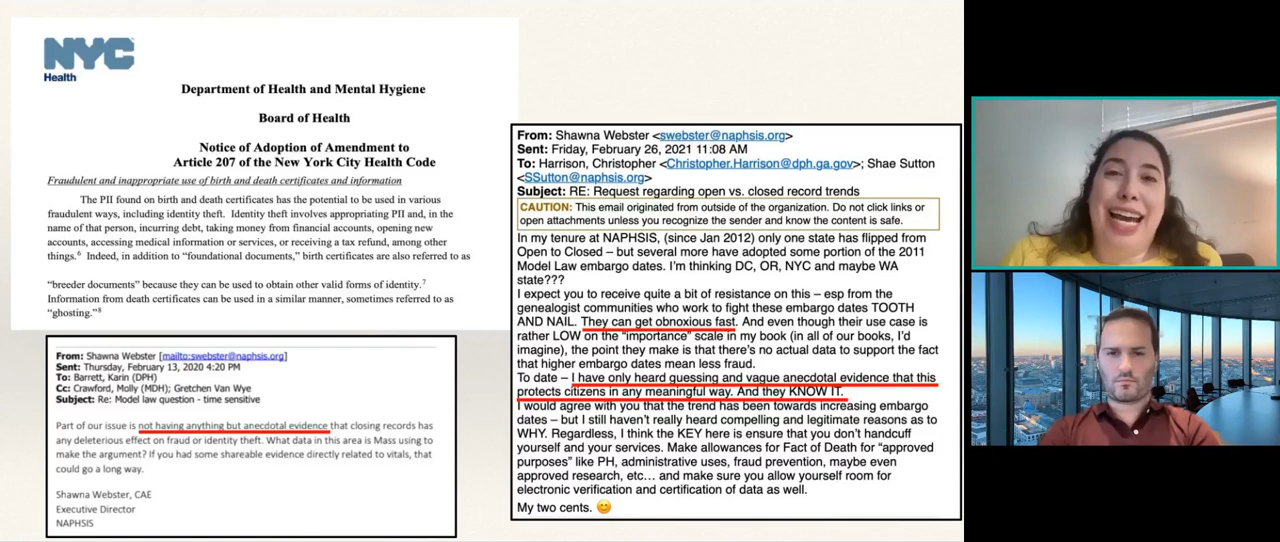 NYC
Health
Department of Health and Mental Hygiene
Board of Health
Notice of Adoption of Amendment to
Article 207 of the New York City Health Code
Fraudulent and inappropriate use of birth and death certificates and information
The PII found on birth and death certificates has the potential to be used in various
fraudulent ways, including identity theft. Identity theft involves appropriating PII and, in the
name of that person, incurring debt, taking money from financial accounts, opening new
accounts, accessing medical information or services, or receiving a tax refund, among other
things.6 Indeed, in addition to “foundational documents,” birth certificates are also referred to as
“breeder documents” because they can be used to obtain other valid forms of identity.7
Information from death certificates can be used in a similar manner, sometimes referred to as
“ghosting.”8
From: Shawna Webster [mailto:swebster@naphsis.org]
Sent: Thursday, February 13, 2020 4:20 PM
To: Barrett, Karin (DPH)
Cc: Crawford, Molly (MDH); Gretchen Van Wye
Subject: Re: Model law question - time sensitive
Part of our issue is not having anything but anecdotal evidence that closing records has
any deleterious effect on fraud or identity theft. What data in this area is Mass using to
make the argument? If you had some shareable evidence directly related to vitals, that
could go a long way.
Shawna Webster, CAE
Executive Director
NAPHSIS
From: Shawna Webster <swebster@naphsis.org>
Sent: Friday, February 26, 2021 11:08 AM
To: Harrison, Christopher <Christopher.Harrison@dph.ga.gov>; Shae Sutton
<SSutton@naphsis.org>
Subject: RE: Request regarding open vs. closed record trends
CAUTION: This email originated from outside of the organization. Do not click links or
open attachments unless you recognize the sender and know the content is safe.
In my tenure at NAPHSIS, (since Jan 2012) only one state has flipped from
Open to Closed – but several more have adopted some portion of the 2011
Model Law embargo dates. I’m thinking DC, OR, NYC and maybe WA
state???
I expect you to receive quite a bit of resistance on this – esp from the
genealogist communities who work to fight these embargo dates TOOTH
AND NAIL. They can get obnoxious fast. And even though their use case is
rather LOW on the “importance” scale in my book (in all of our books, I’d
imagine), the point they make is that there’s no actual data to support the fact
that higher embargo dates mean less fraud.
To date – I have only heard guessing and vague anecdotal evidence that this
protects citizens in any meaningful way. And they KNOW IT.
I would agree with you that the trend has been towards increasing embargo
dates – but I still haven’t really heard compelling and legitimate reasons as to
WHY. Regardless, I think the KEY here is ensure that you don’t handcuff
yourself and your services. Make allowances for Fact of Death for “approved
purposes” like PH, administrative uses, fraud prevention, maybe even
approved research, etc… and make sure you allow yourself room for
electronic verification and certification of data as well.
My two cents. 😊